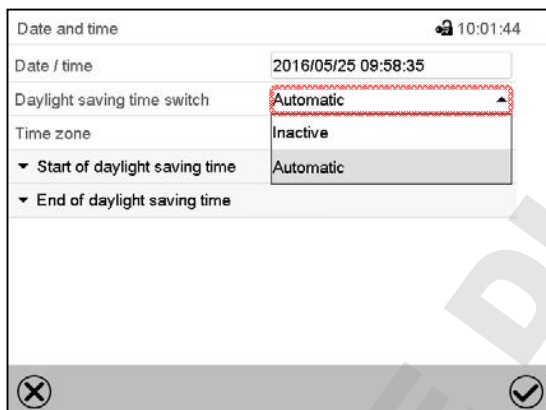 Date and time 10:01:44
Date / time 2016/05/25 09:58:35
Daylight saving time switch Automatic
Time zone Inactive
Start of daylight saving time Automatic
End of daylight saving time